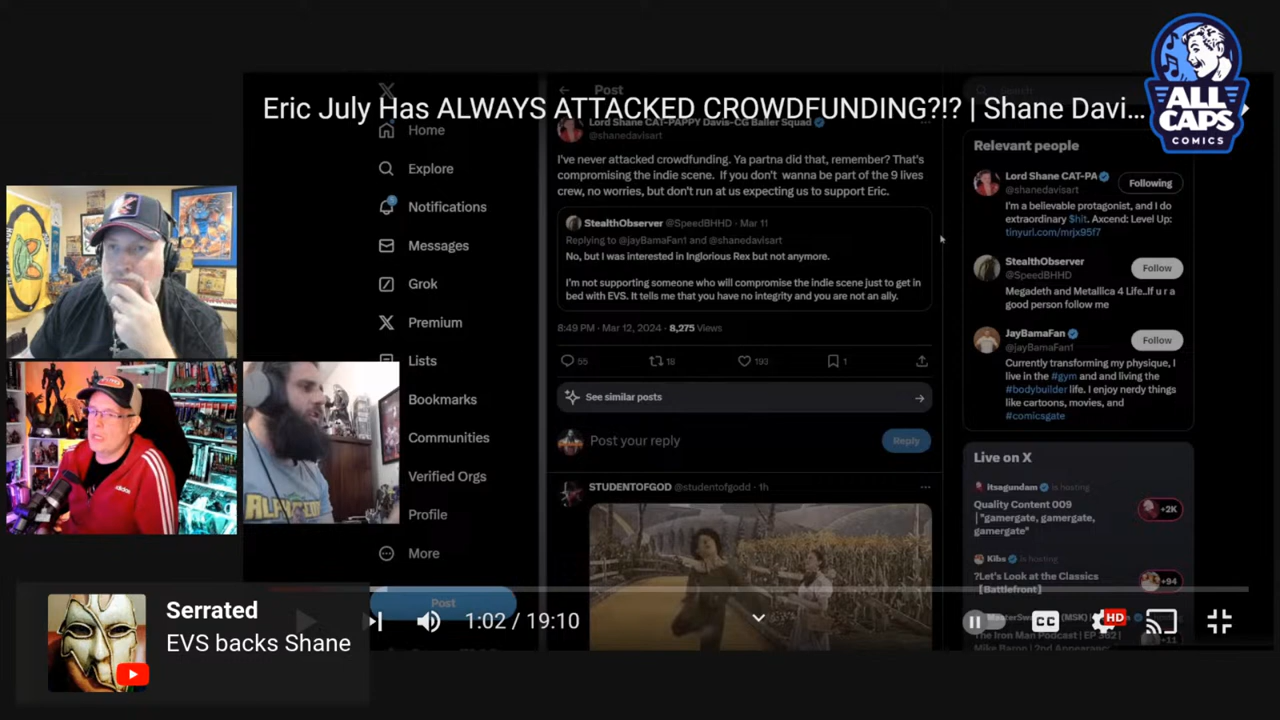 Eric July Has ALWAYS ATTACKED CROWDFUNDING?!? | Shane Davi...
ALL
CAPS
COMICS
Home
Explore
Notifications
Messages
Grok
Premium
Lists
Bookmarks
Communities
Verified Orgs
Profile
More
Post
Post
Lord Shane CAT-PAPPY Davis-CG Baller Squad
@shanedavisart
I've never attacked crowdfunding. Ya partna did that, remember? That's
compromising the indie scene. If you don't wanna be part of the 9 lives
crew, no worries, but don't run at us expecting us to support Eric.
StealthObserver @SpeedBHHD · Mar 11
Replying to @jayBamaFan1 and @shanedavisart
No, but I was interested in Inglorious Rex but not anymore.
I'm not supporting someone who will compromise the indie scene just to get in
bed with EVS. It tells me that you have no integrity and you are not an ally.
8:49 PM · Mar 12, 2024 · 8,275 Views
55 18 193 1
See similar posts
Post your reply
Reply
STUDENTOFGOD @studentofgodd · 1h
Search
Relevant people
Lord Shane CAT-PA
@shanedavisart
Following
I'm a believable protagonist, and I do
extraordinary $hit. Axcend: Level Up:
tinyurl.com/mrjx95f7
StealthObserver
@SpeedBHHD
Follow
Megadeth and Metallica 4 Life..If u r a
good person follow me
JayBamaFan
@jayBamaFan1
Follow
Currently transforming my physique, I
live in the #gym and and living the
#bodybuilder life. I enjoy nerdy things
like cartoons, movies, and
#comicsgate
Live on X
itsagundam is hosting
Quality Content 009
| "gamergate, gamergate,
gamergate"
+2K
Kibs is hosting
?Let's Look at the Classics
[Battlefront]
+94
The Iron Man Podcast | EP 362 |
Mike Baron | 2nd Appearance
+11
Serrated
EVS backs Shane
1:02 / 19:10
CC
HD